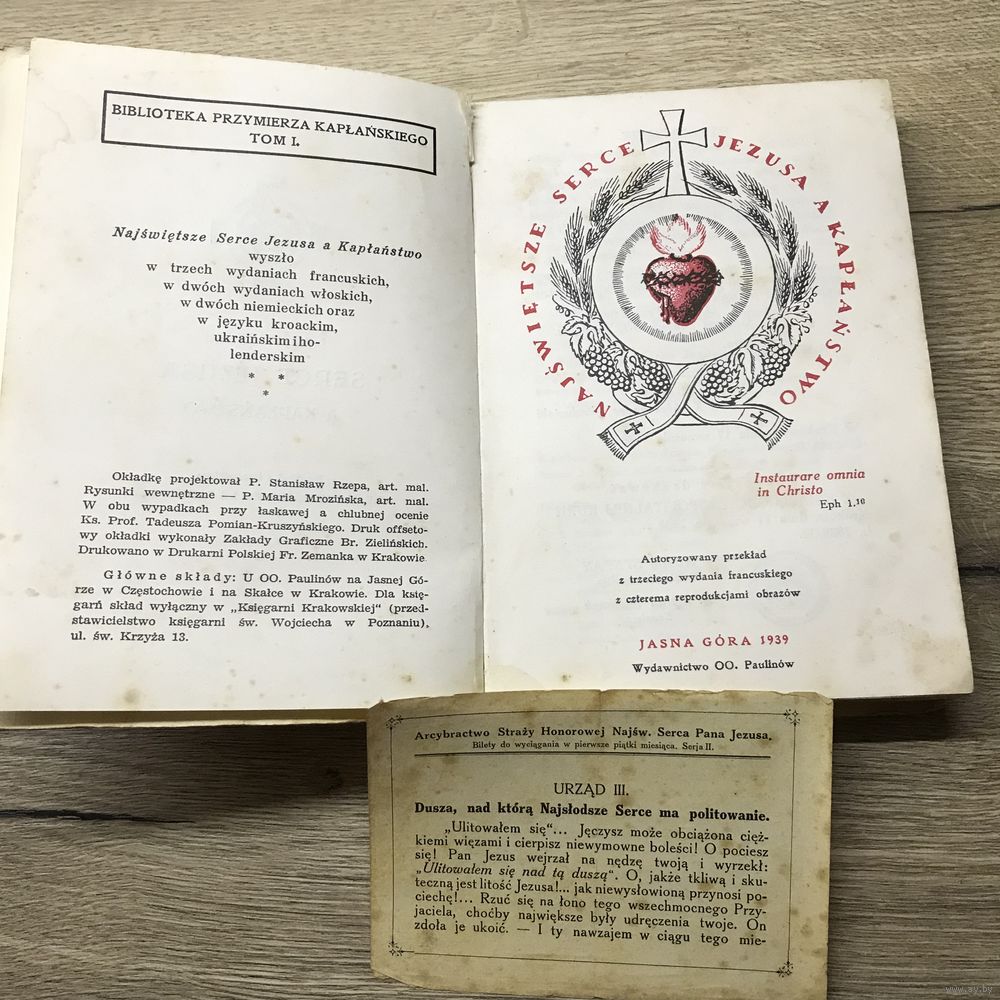 BIBLIOTEKA PRZYMIERZA KAPŁAŃSKIEGO
TOM I.
Najświętsze Serce Jezusa a Kapłaństwo
wyszło
w trzech wydaniach francuskich,
w dwóch wydaniach włoskich,
w dwóch niemieckich oraz
w języku kroackim,
ukraińskim i ho-
lenderskim
* *
*
Okładkę projektował P. Stanisław Rzepa, art. mal.
Rysunki wewnętrzne — P. Maria Mrozińska, art. mal.
W obu wypadkach przy łaskawej a chlubnej ocenie
Ks. Prof. Tadeusza Pomian-Kruszyńskiego. Druk offseto-
wy okładki wykonały Zakłady Graficzne Br. Zielińskich.
Drukowano w Drukarni Polskiej Fr. Zemanka w Krakowie
Główne składy: U OO. Paulinów na Jasnej Gó-
rze w Częstochowie i na Skałce w Krakowie. Dla księ-
garń skład wyłączny w „Księgarni Krakowskiej" (przed-
stawicielstwo księgarni św. Wojciecha w Poznaniu),
ul. św. Krzyża 13.
NAJŚWIĘTSZE SERCE JEZUSA A KAPŁAŃSTWO
Instaurare omnia
in Christo
Eph 1.10
Autoryzowany przekład
z trzeciego wydania francuskiego
z czterema reprodukcjami obrazów
JASNA GÓRA 1939
Wydawnictwo OO. Paulinów
Arcybractwo Straży Honorowej Najśw. Serca Pana Jezusa.
Bilety do wyciągania w pierwsze piątki miesiąca. Serja II.
URZĄD III.
Dusza, nad którą Najsłodsze Serce ma politowanie.
„Ulitowałem się"... Jęczysz może obciążona cięż-
kiemi więzami i cierpisz niewymowne boleści! O pociesz
się! Pan Jezus wejrzał na nędzę twoją i wyrzekł:
„Ulitowałem się nad tą duszą". O, jakże tkliwą i sku-
teczną jest litość Jezusa!... jak niewysłowioną przynosi po-
ciechę!... Rzuć się na łono tego wszechmocnego Przy-
jaciela, choćby największe były udręczenia twoje. On
zdoła je ukoić. — I ty nawzajem w ciągu tego mie-
www.ay.by